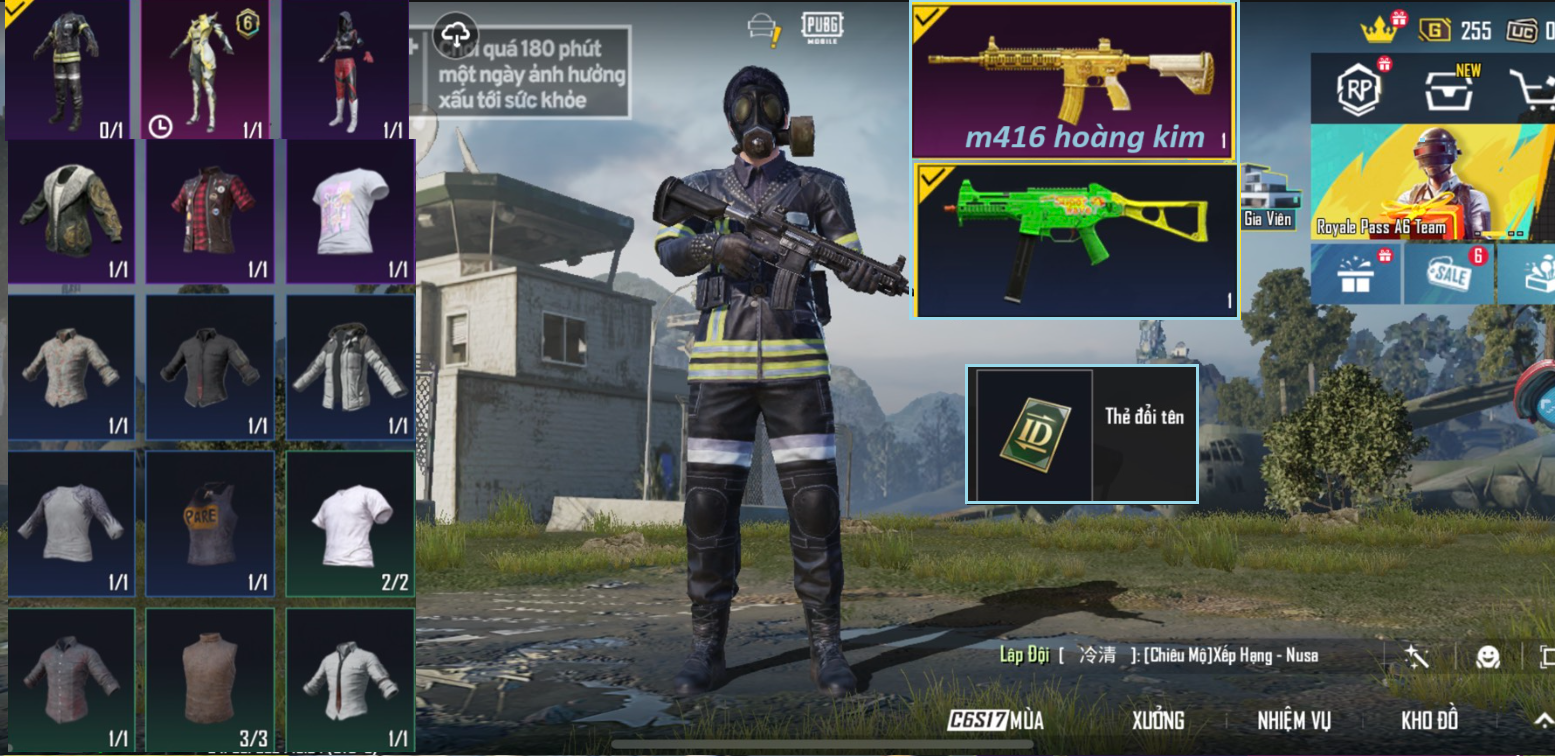 6
0/1
1/1
1/1
1/1
1/1
1/1
1/1
1/1
1/1
1/1
PARE
1/1
2/2
1/1
3/3
1/1
Chơi quá 180 phút
một ngày ảnh hưởng
xấu tới sức khỏe
PUBG
MOBILE
m416 hoàng kim
1
1
ID
Thẻ đổi tên
G 255
UC 0
RP
NEW
Gia Viên
Royale Pass A6 Team
SALE
6
Lập Đội [ 冷清 ]: [Chiêu Mộ]Xếp Hạng - Nusa
C6S17 MÙA
XƯỞNG
NHIỆM VỤ
KHO ĐỒ